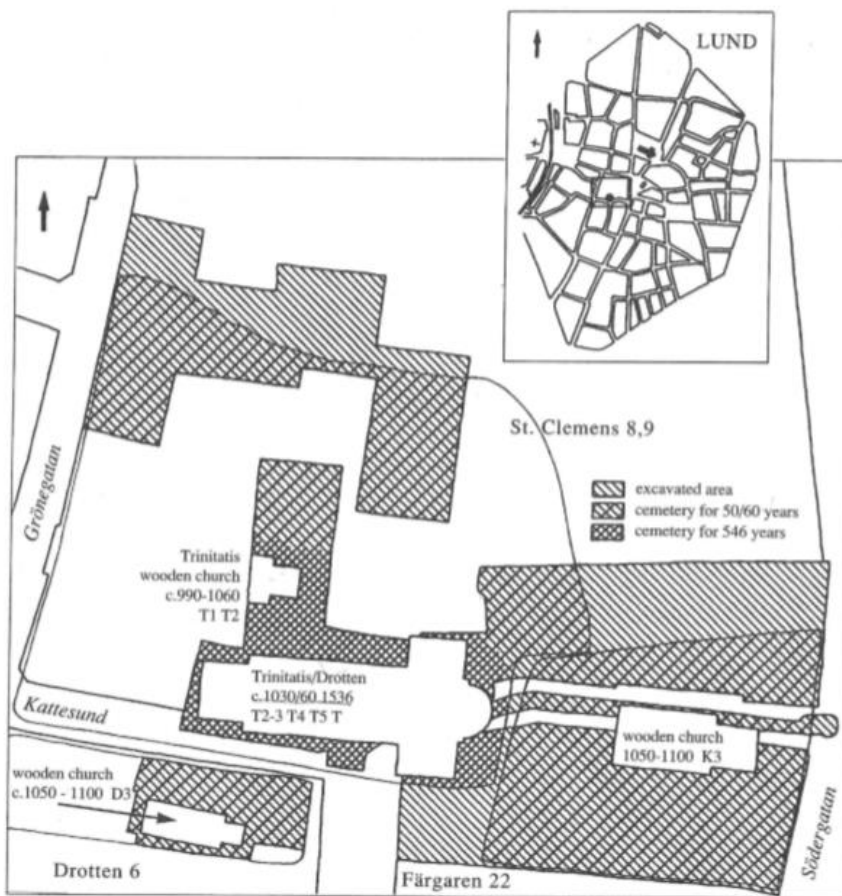 LUND
St. Clemens 8,9
excavated area
cemetery for 50/60 years
cemetery for 546 years
Grönegatan
Trinitatis
wooden church
c.990-1060
T1 T2
Trinitatis/Drotten
c.1030/60 1536
T2-3 T4 T5 T
Kattesund
wooden church
1050-1100 K3
wooden church
c.1050 - 1100 D3
Södergatan
Drotten 6
Färgaren 22